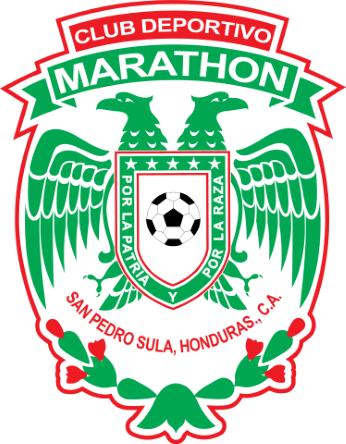 CLUB DEPORTIVO
MARATHON
POR LA PATRIA Y POR LA RAZA
SAN PEDRO SULA, HONDURAS., C.A.